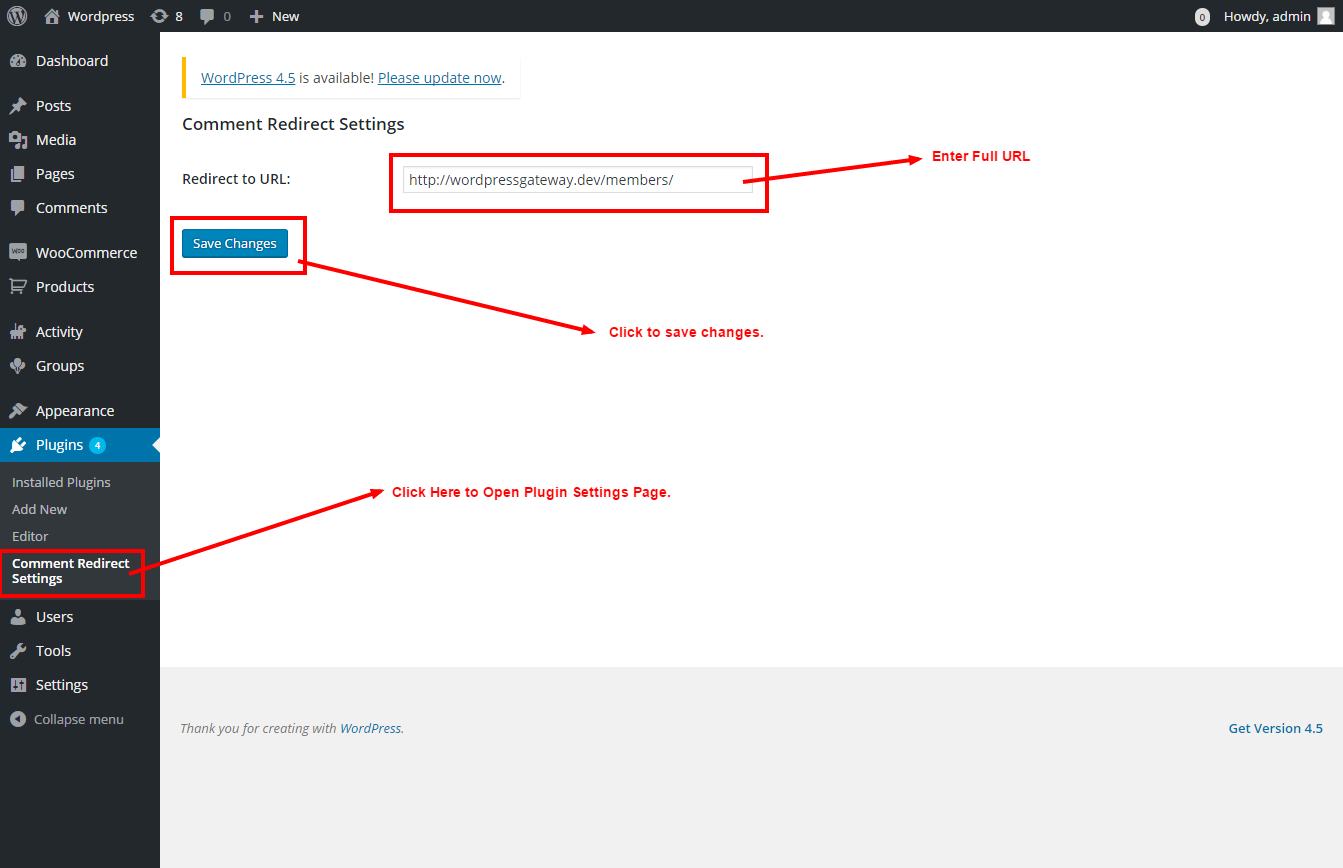 Wordpress 8 0 New 0 Howdy, admin
Dashboard
Posts
Media
Pages
Comments
WooCommerce
Products
Activity
Groups
Appearance
Plugins 4
Installed Plugins
Add New
Editor
Comment Redirect
Settings
Users
Tools
Settings
Collapse menu
WordPress 4.5 is available! Please update now.
Comment Redirect Settings
Redirect to URL: http://wordpressgateway.dev/members/
Enter Full URL
Save Changes
Click to save changes.
Click Here to Open Plugin Settings Page.
Thank you for creating with WordPress. Get Version 4.5